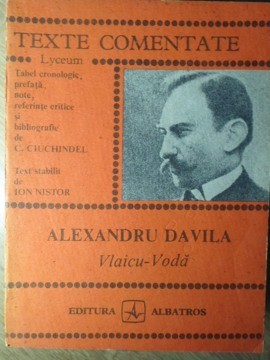 TEXTE COMENTATE
Lyceum
Tabel cronologic,
prefață,
note,
referințe critice
și
bibliografie
de
C. CIUCHINDEL
Text stabilit
de
ION NISTOR
ALEXANDRU DAVILA
Vlaicu-Vodă
EDITURA
ALBATROS